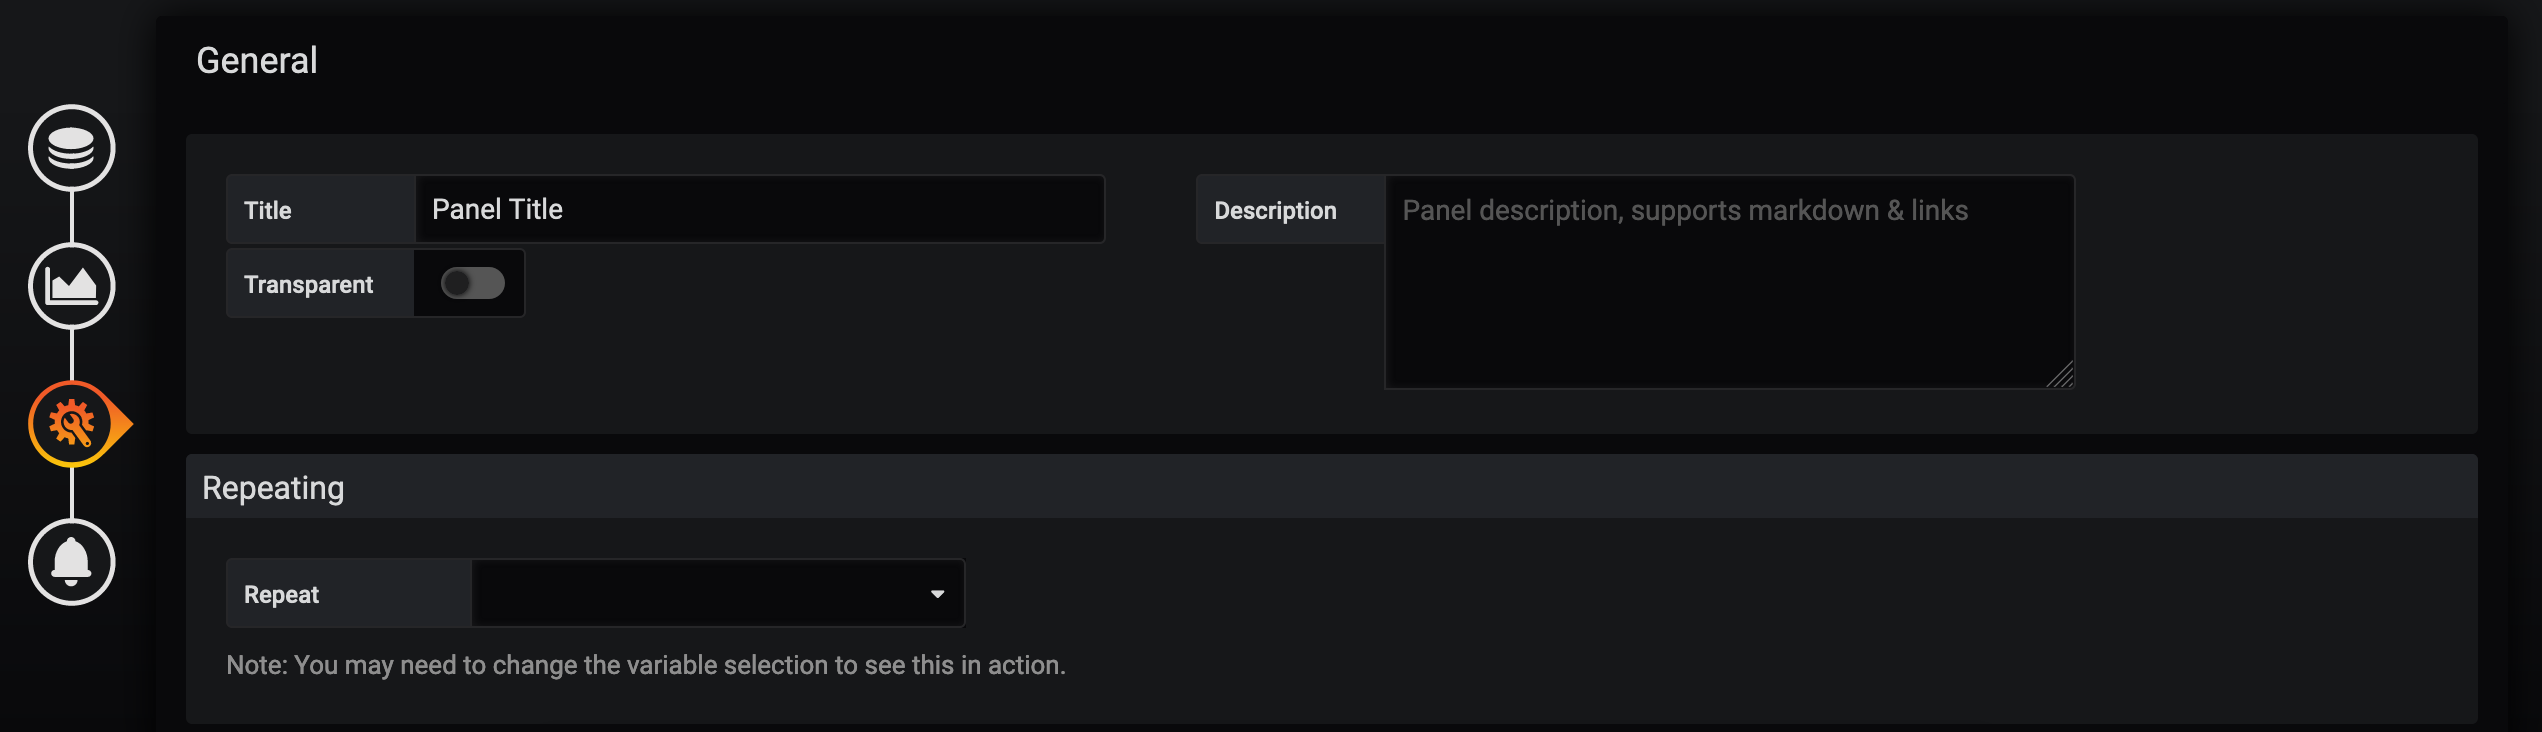 General
Title
Panel Title
Description
Panel description, supports markdown & links
Transparent
Repeating
Repeat
Note: You may need to change the variable selection to see this in action.